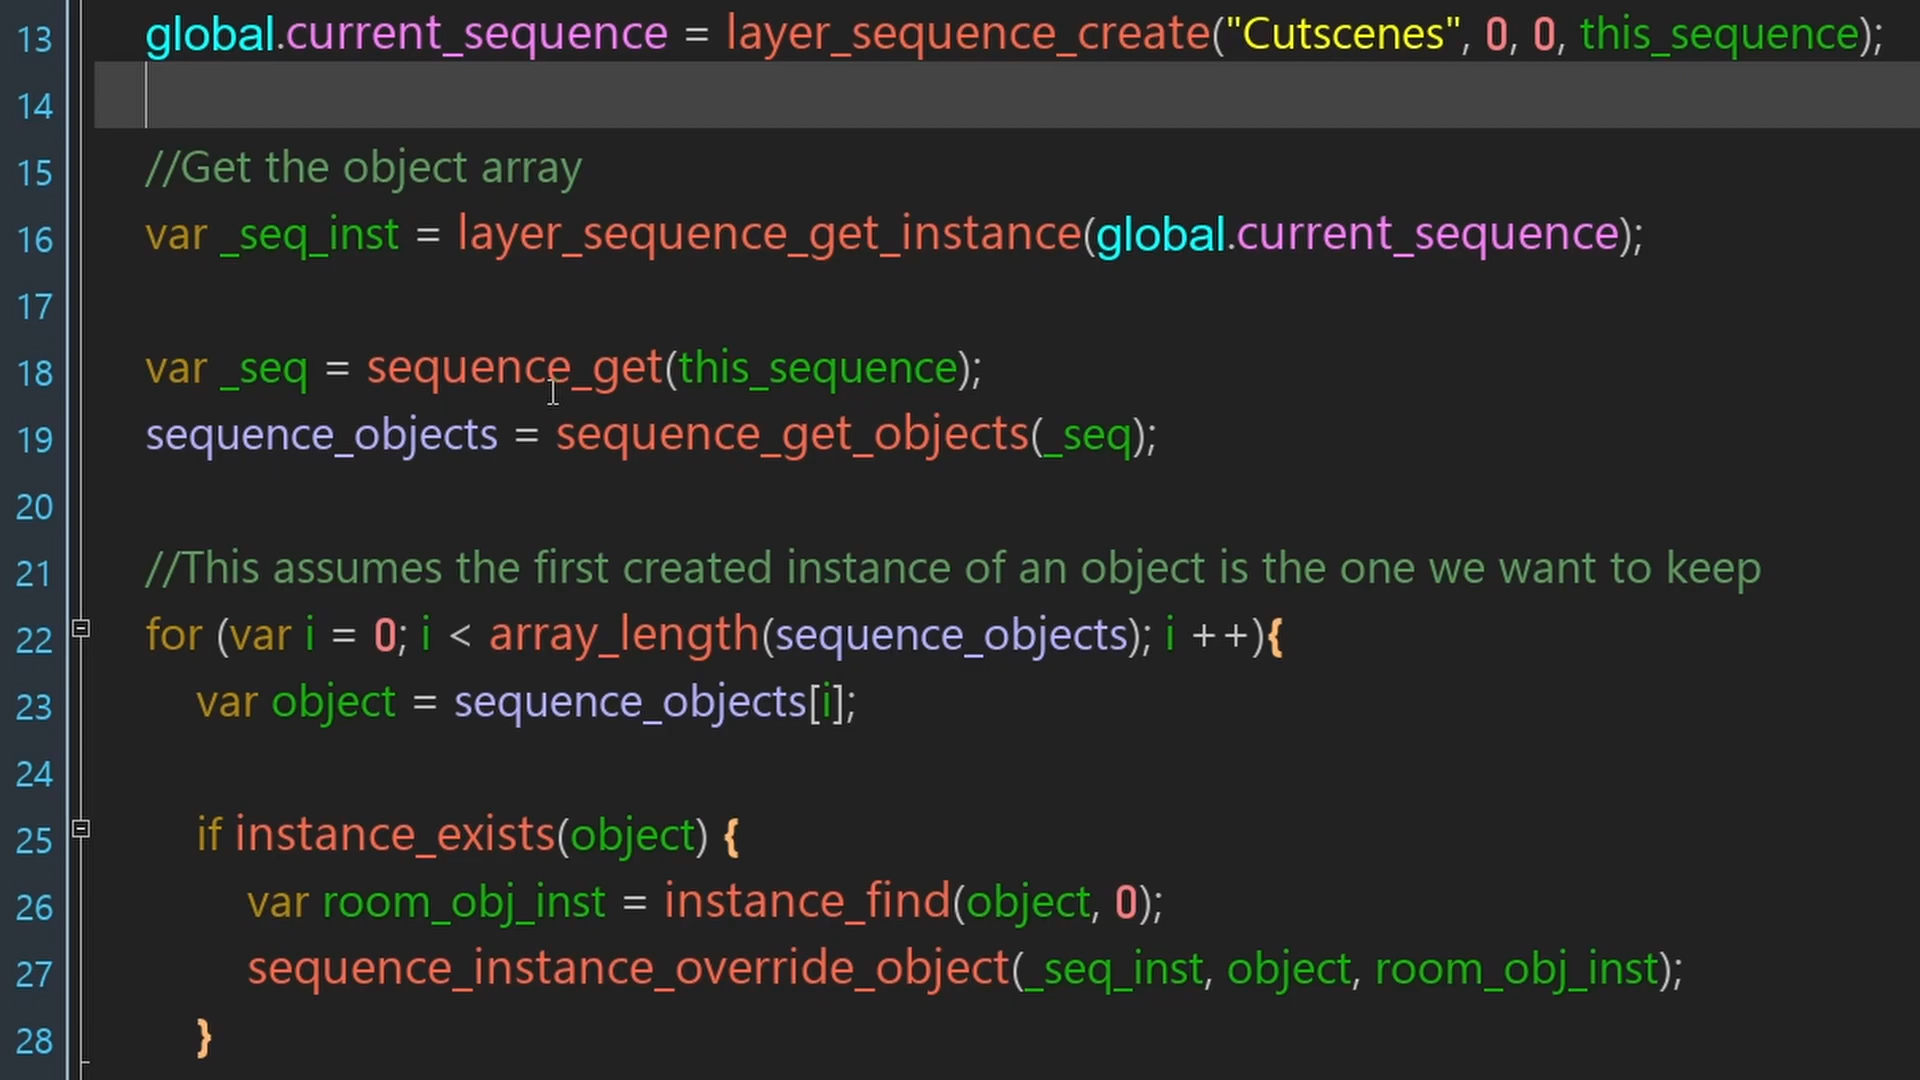 13 global.current_sequence = layer_sequence_create("Cutscenes", 0, 0, this_sequence);
14
15 //Get the object array
16 var _seq_inst = layer_sequence_get_instance(global.current_sequence);
17
18 var _seq = sequence_get(this_sequence);
19 sequence_objects = sequence_get_objects(_seq);
20
21 //This assumes the first created instance of an object is the one we want to keep
22 for (var i = 0; i < array_length(sequence_objects); i ++){
23 var object = sequence_objects[i];
24
25 if instance_exists(object) {
26 var room_obj_inst = instance_find(object, 0);
27 sequence_instance_override_object(_seq_inst, object, room_obj_inst);
28 }